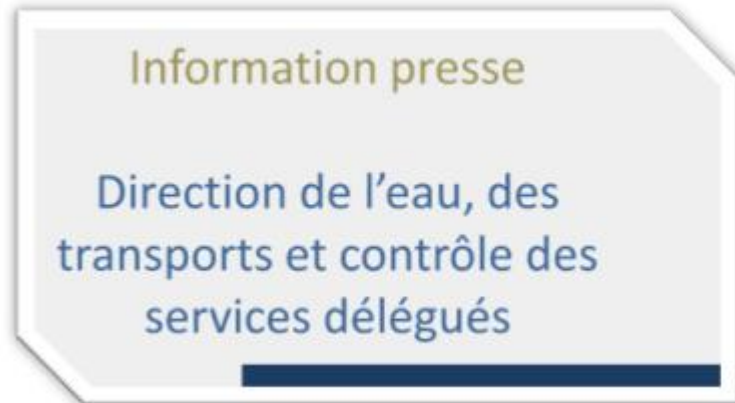 Information presse
Direction de l’eau, des
transports et contrôle des
services délégués